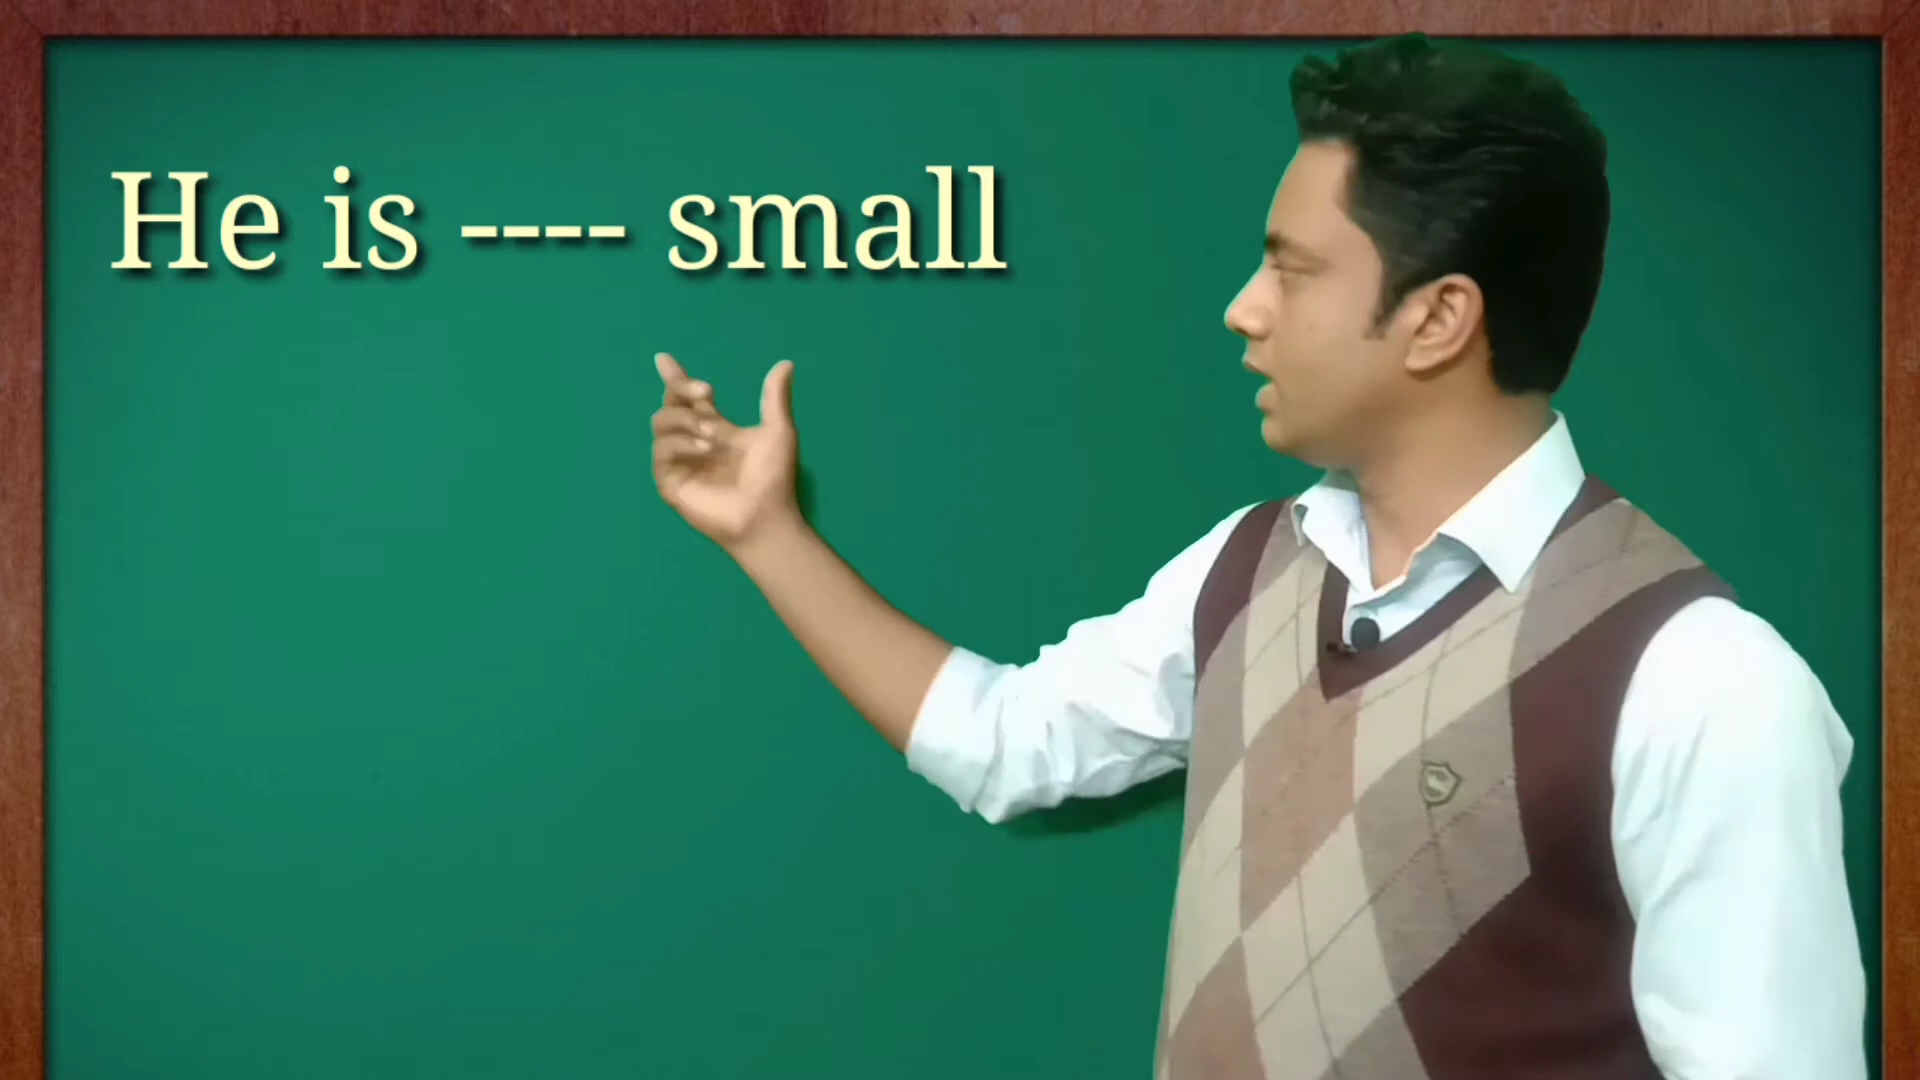 He is ---- small